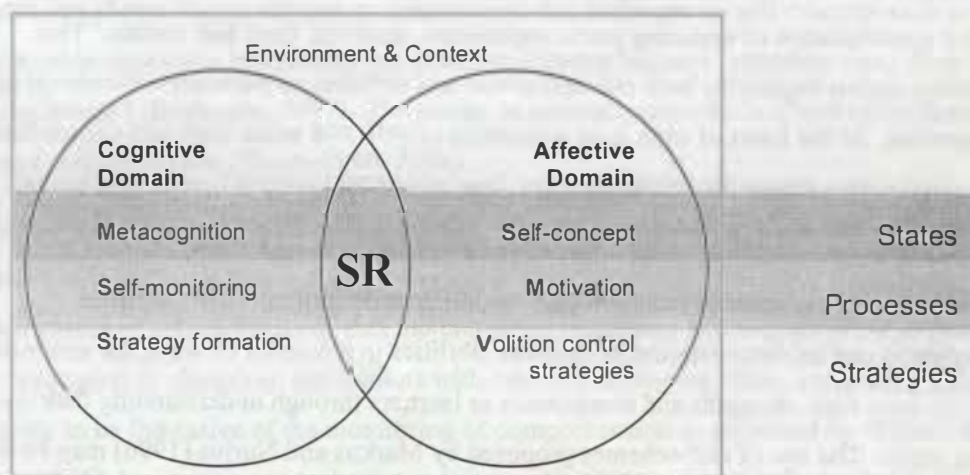 Environment & Context
Cognitive
Domain
Affective
Domain
Metacognition
Self-concept
States
Self-monitoring
SR
Motivation
Processes
Strategy formation
Volition control
strategies
Strategies